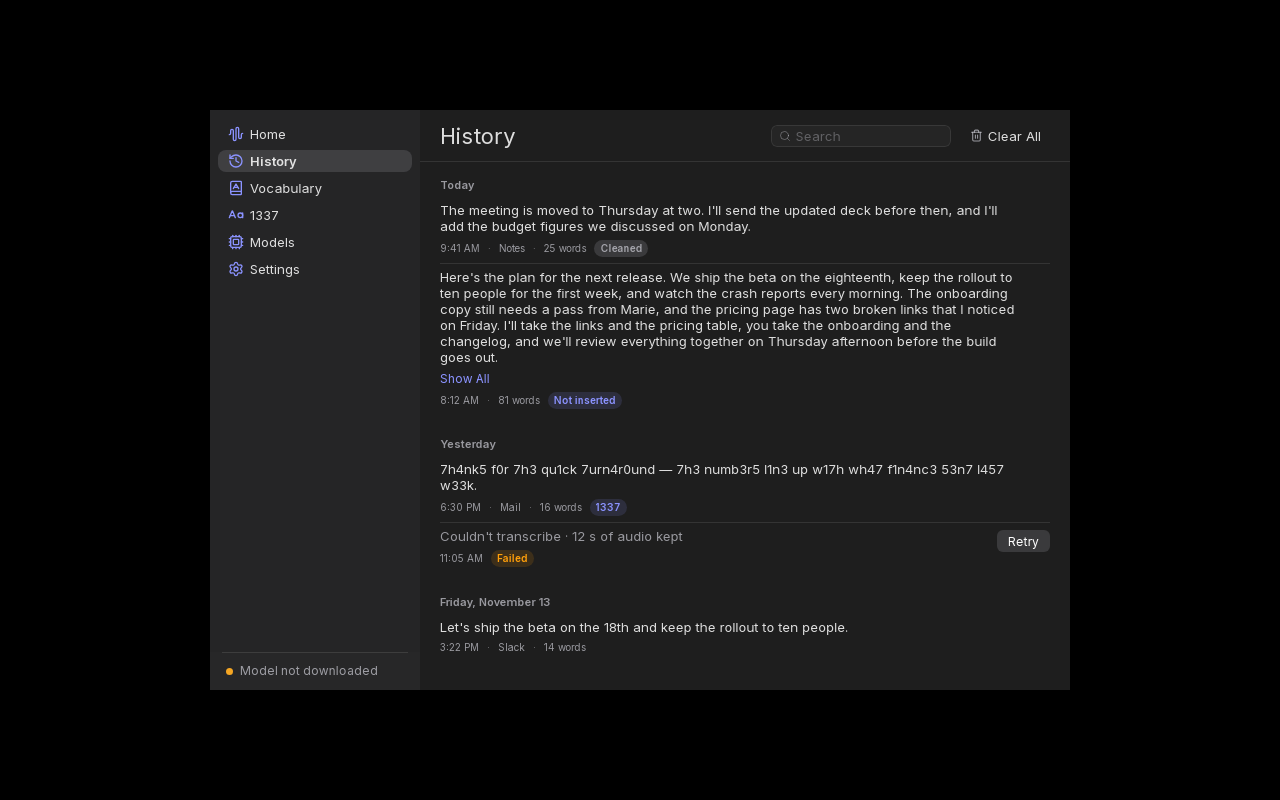 Home
History
Vocabulary
Aa 1337
Models
Settings
Model not downloaded
History
Search
Clear All
Today
The meeting is moved to Thursday at two. I'll send the updated deck before then, and I'll
add the budget figures we discussed on Monday.
9:41 AM · Notes · 25 words Cleaned
Here's the plan for the next release. We ship the beta on the eighteenth, keep the rollout to
ten people for the first week, and watch the crash reports every morning. The onboarding
copy still needs a pass from Marie, and the pricing page has two broken links that I noticed
on Friday. I'll take the links and the pricing table, you take the onboarding and the
changelog, and we'll review everything together on Thursday afternoon before the build
goes out.
Show All
8:12 AM · 81 words Not inserted
Yesterday
7h4nk5 f0r 7h3 qu1ck 7urn4r0und — 7h3 numb3r5 l1n3 up w17h wh47 f1n4nc3 53n7 l457
w33k.
6:30 PM · Mail · 16 words 1337
Couldn't transcribe · 12 s of audio kept
Retry
11:05 AM Failed
Friday, November 13
Let's ship the beta on the 18th and keep the rollout to ten people.
3:22 PM · Slack · 14 words